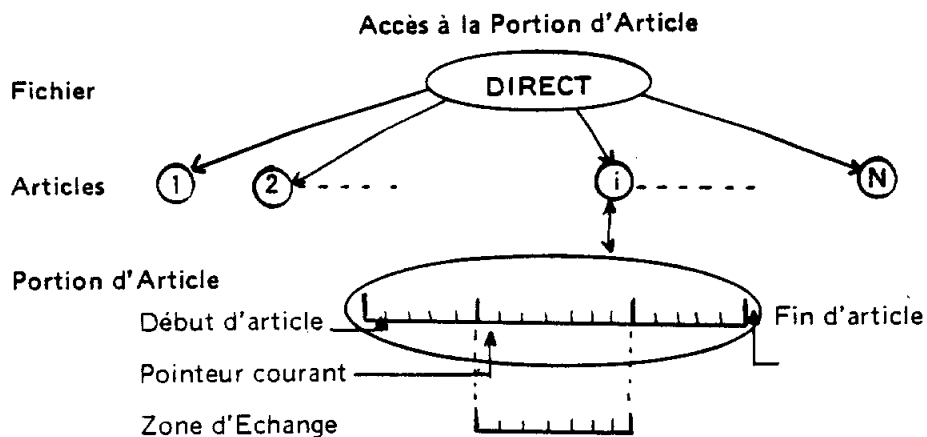 Accès à la Portion d'Article
Fichier
DIRECT
Articles
1
2
i
N
Portion d'Article
Début d'article
Fin d'article
Pointeur courant
Zone d'Echange